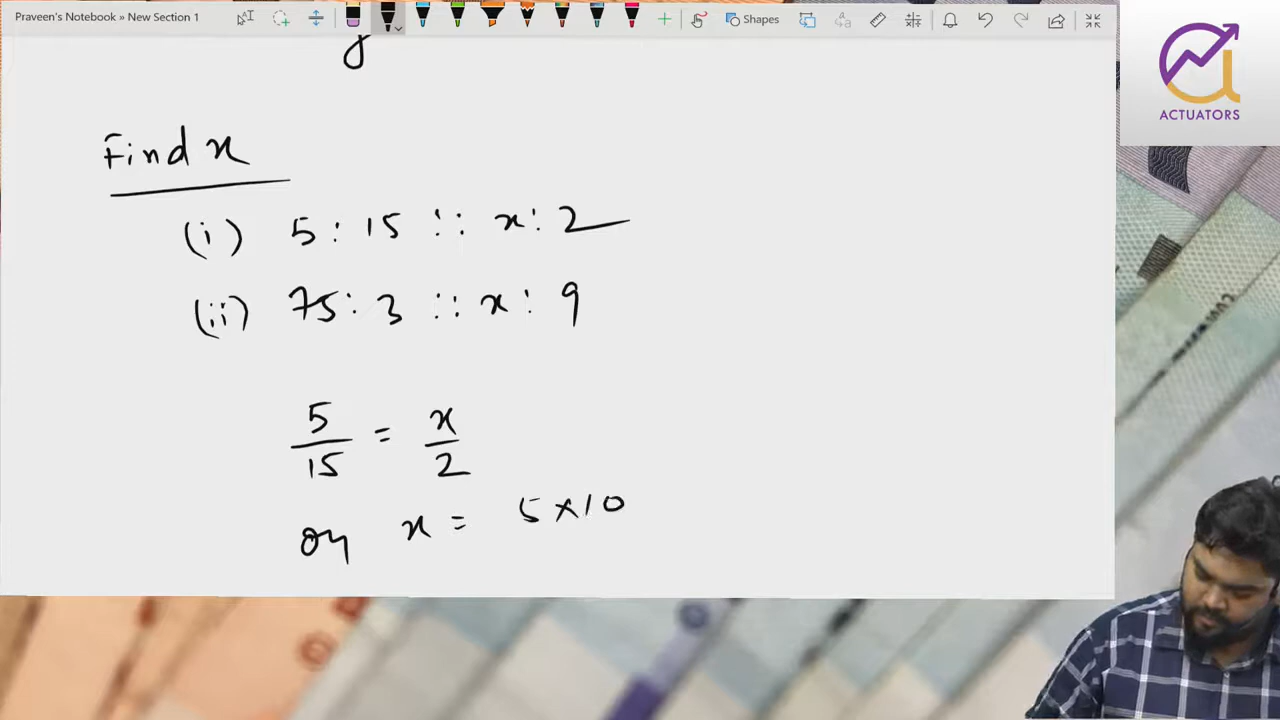 Praveen's Notebook » New Section 1
Shapes
ACTUATORS
y
Find x
(i) 5 : 15 :: x : 2
(ii) 75 : 3 :: x : 9
5/15 = x/2
or x = 5 × 10